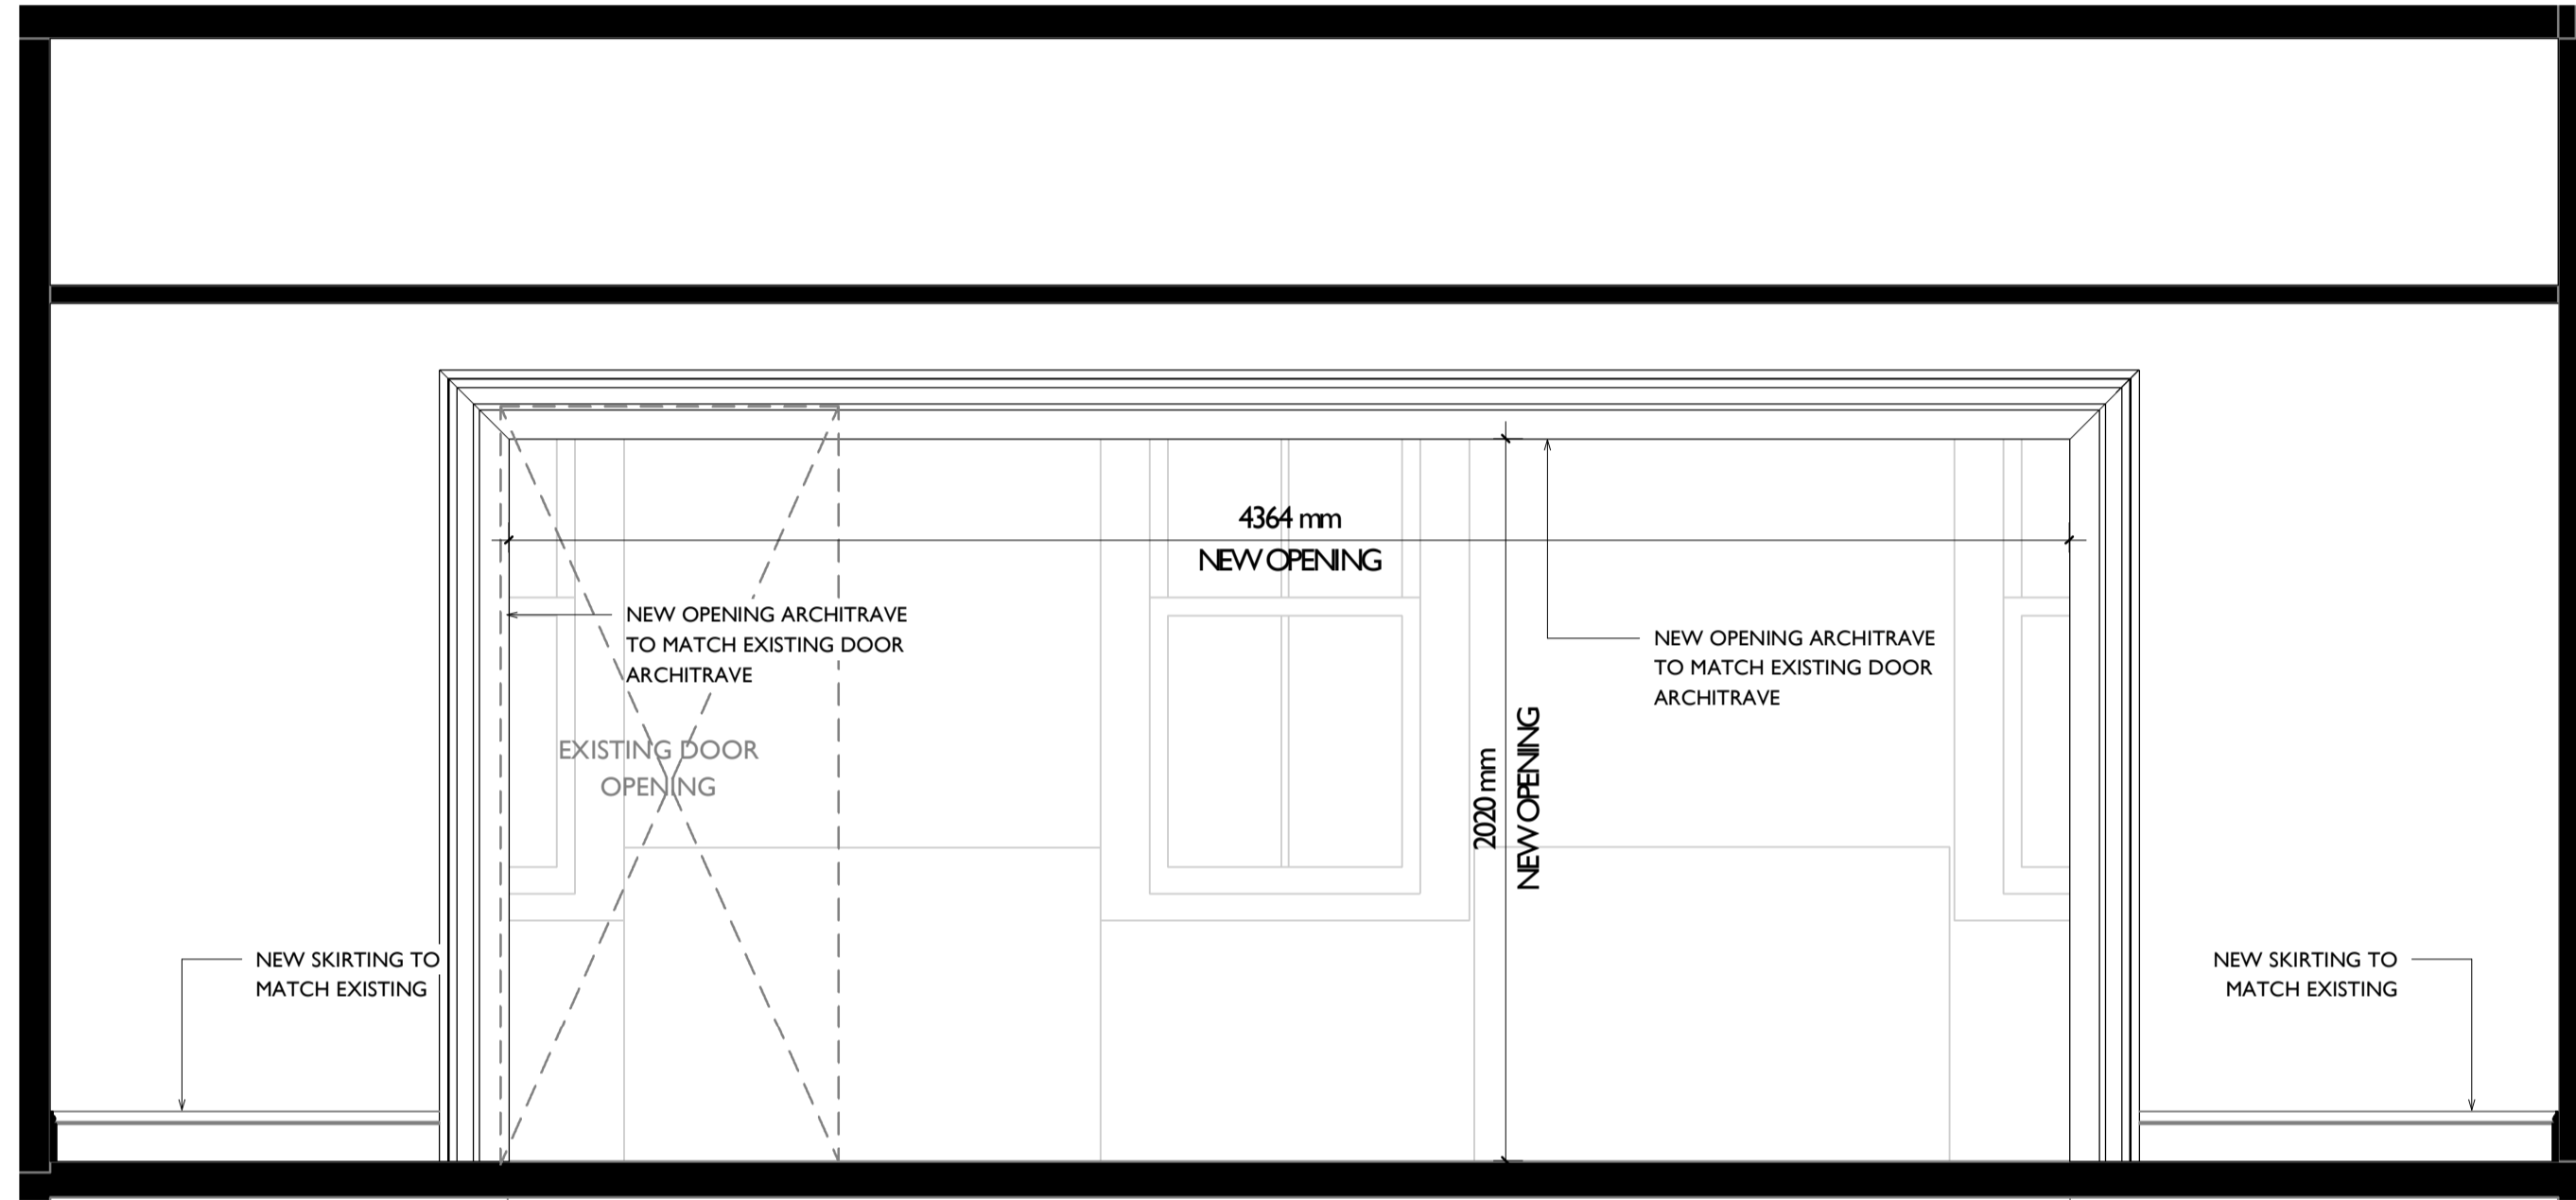 4364 mm
NEW OPENING
NEW OPENING ARCHITRAVE
TO MATCH EXISTING DOOR
ARCHITRAVE
NEW OPENING ARCHITRAVE
TO MATCH EXISTING DOOR
ARCHITRAVE
EXISTING DOOR
OPENING
2020 mm
NEW OPENING
NEW SKIRTING TO
MATCH EXISTING
NEW SKIRTING TO
MATCH EXISTING